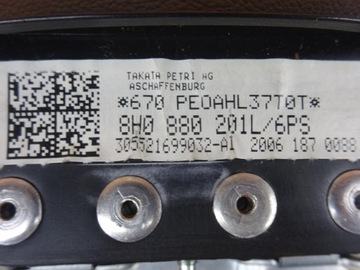 TAKATA PETRI AG
ASCHAFFENBURG
*670 PEOAHL37T0T*
8H0 880 201L/6PS
305521699032-A1 2006 187 0088